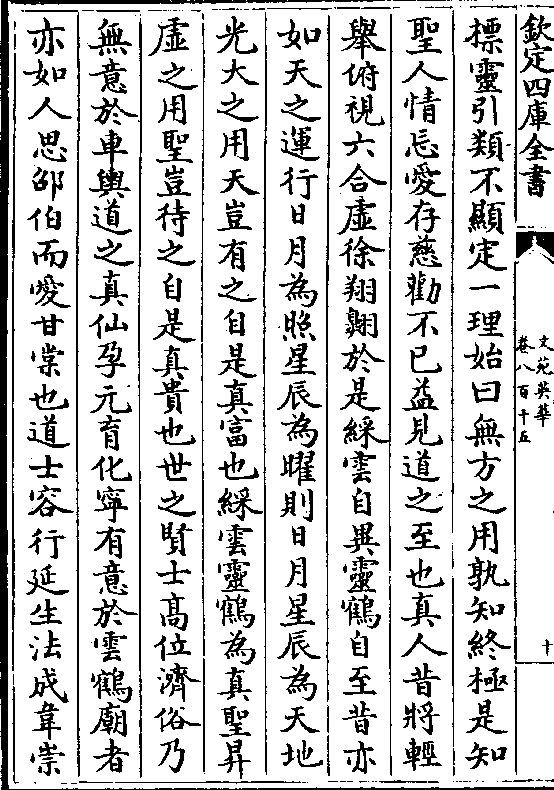 欽定四庫全書
文苑英華
卷八百十五
十
摽靈引類不顯定一理始曰無方之用孰知終極是知
聖人情忘愛存慈勸不已益見道之至也真人昔將輕
舉俯視六合虛徐翔翺於是綵雲自異靈鶴自至昔亦
如天之運行日月為照星辰為曜則日月星辰為天地
光大之用天豈有之自是真富也綵雲靈鶴為真聖昇
虛之用聖豈待之自是真貴也世之賢士高位濟俗乃
無意於車輿道之真仙孕元育化寧有意於雲鶴廟者
亦如人思邵伯而愛甘棠也道士容行延生法成韋崇